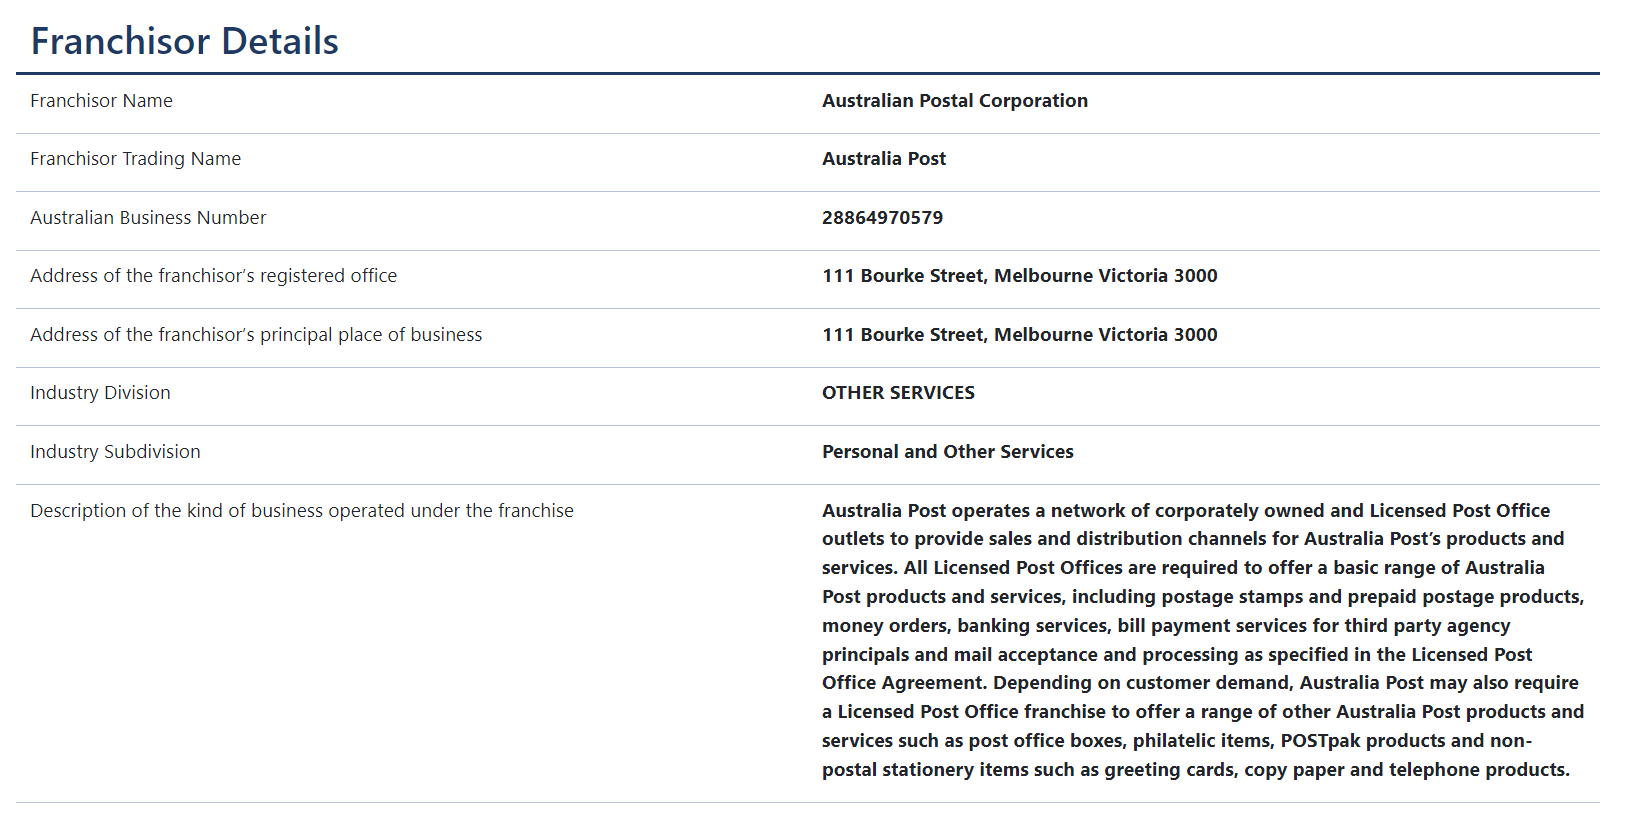 Franchisor Details
Franchisor Name
Australian Postal Corporation
Franchisor Trading Name
Australia Post
Australian Business Number
28864970579
Address of the franchisor’s registered office
111 Bourke Street, Melbourne Victoria 3000
Address of the franchisor’s principal place of business
111 Bourke Street, Melbourne Victoria 3000
Industry Division
OTHER SERVICES
Industry Subdivision
Personal and Other Services
Description of the kind of business operated under the franchise
Australia Post operates a network of corporately owned and Licensed Post Office
outlets to provide sales and distribution channels for Australia Post’s products and
services. All Licensed Post Offices are required to offer a basic range of Australia
Post products and services, including postage stamps and prepaid postage products,
money orders, banking services, bill payment services for third party agency
principals and mail acceptance and processing as specified in the Licensed Post
Office Agreement. Depending on customer demand, Australia Post may also require
a Licensed Post Office franchise to offer a range of other Australia Post products and
services such as post office boxes, philatelic items, POSTpak products and non-
postal stationery items such as greeting cards, copy paper and telephone products.